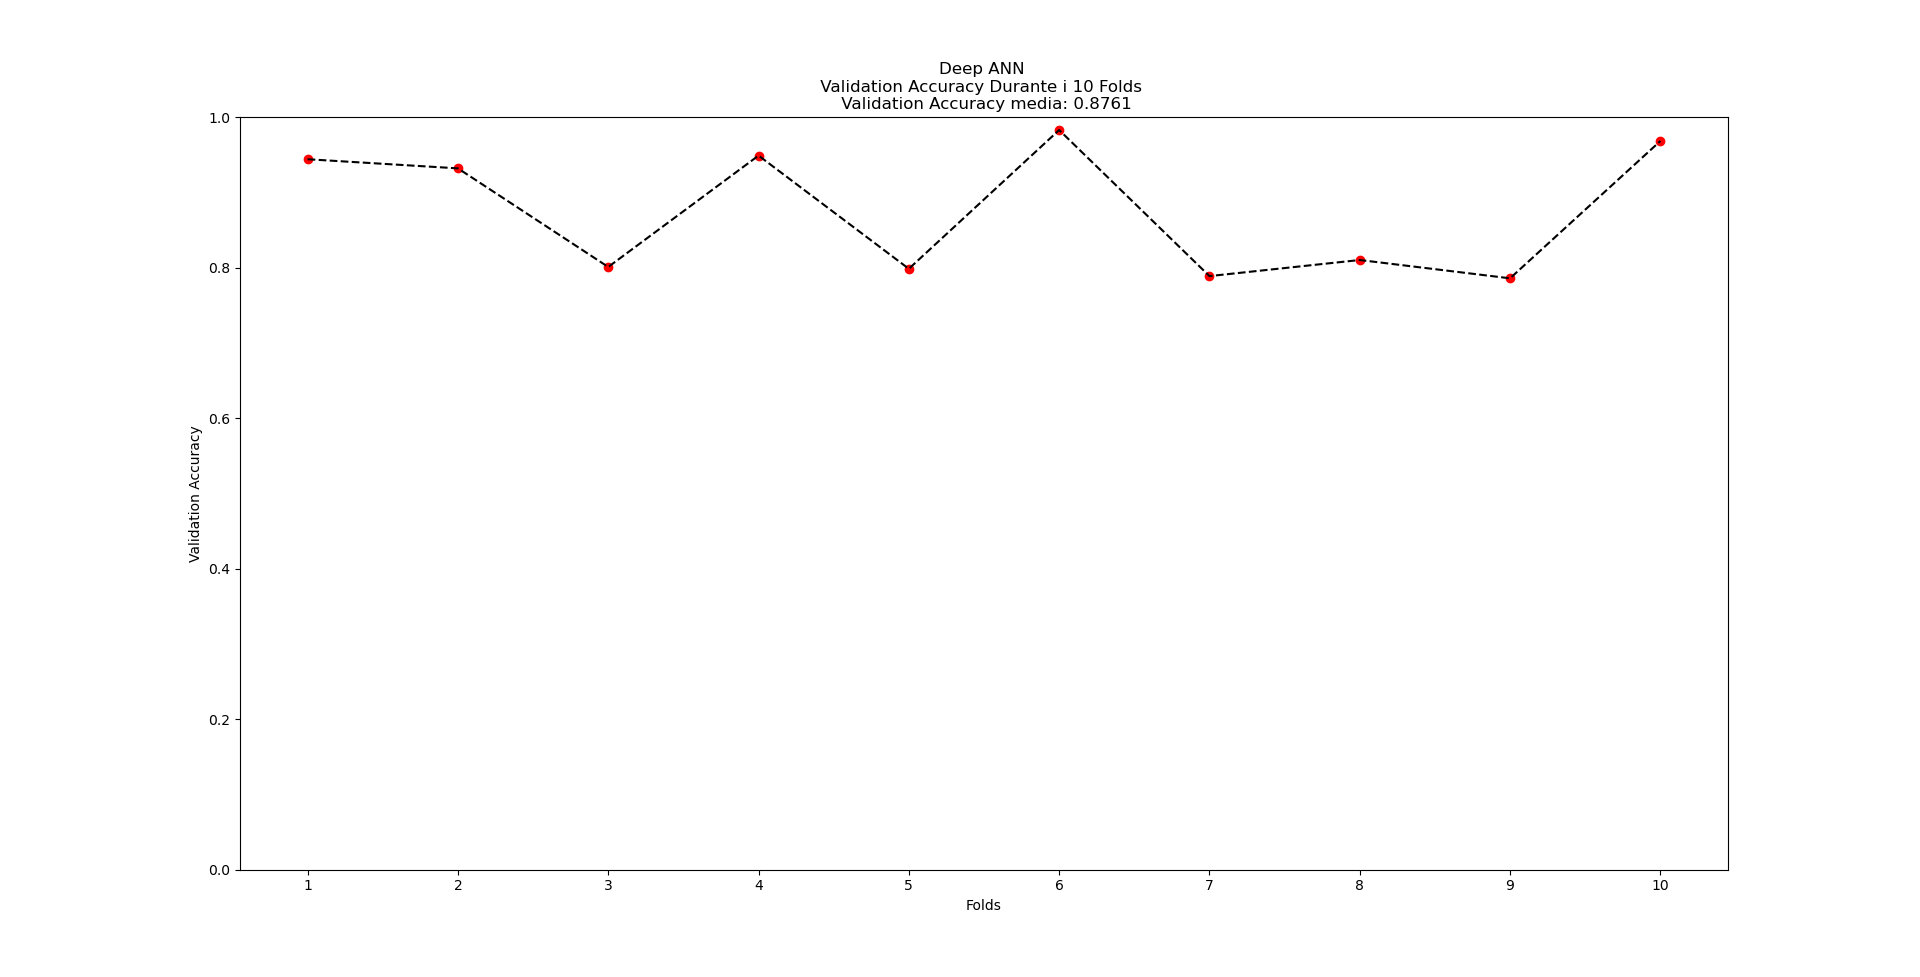 Deep ANN
Validation Accuracy Durante i 10 Folds
Validation Accuracy media: 0.8761
1.0
0.8
0.6
0.4
0.2
0.0
Validation Accuracy
1 2 3 4 5 6 7 8 9 10
Folds